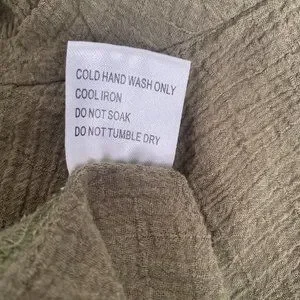 COLD HAND WASH ONLY
COOL IRON
DO NOT SOAK
DO NOT TUMBLE DRY